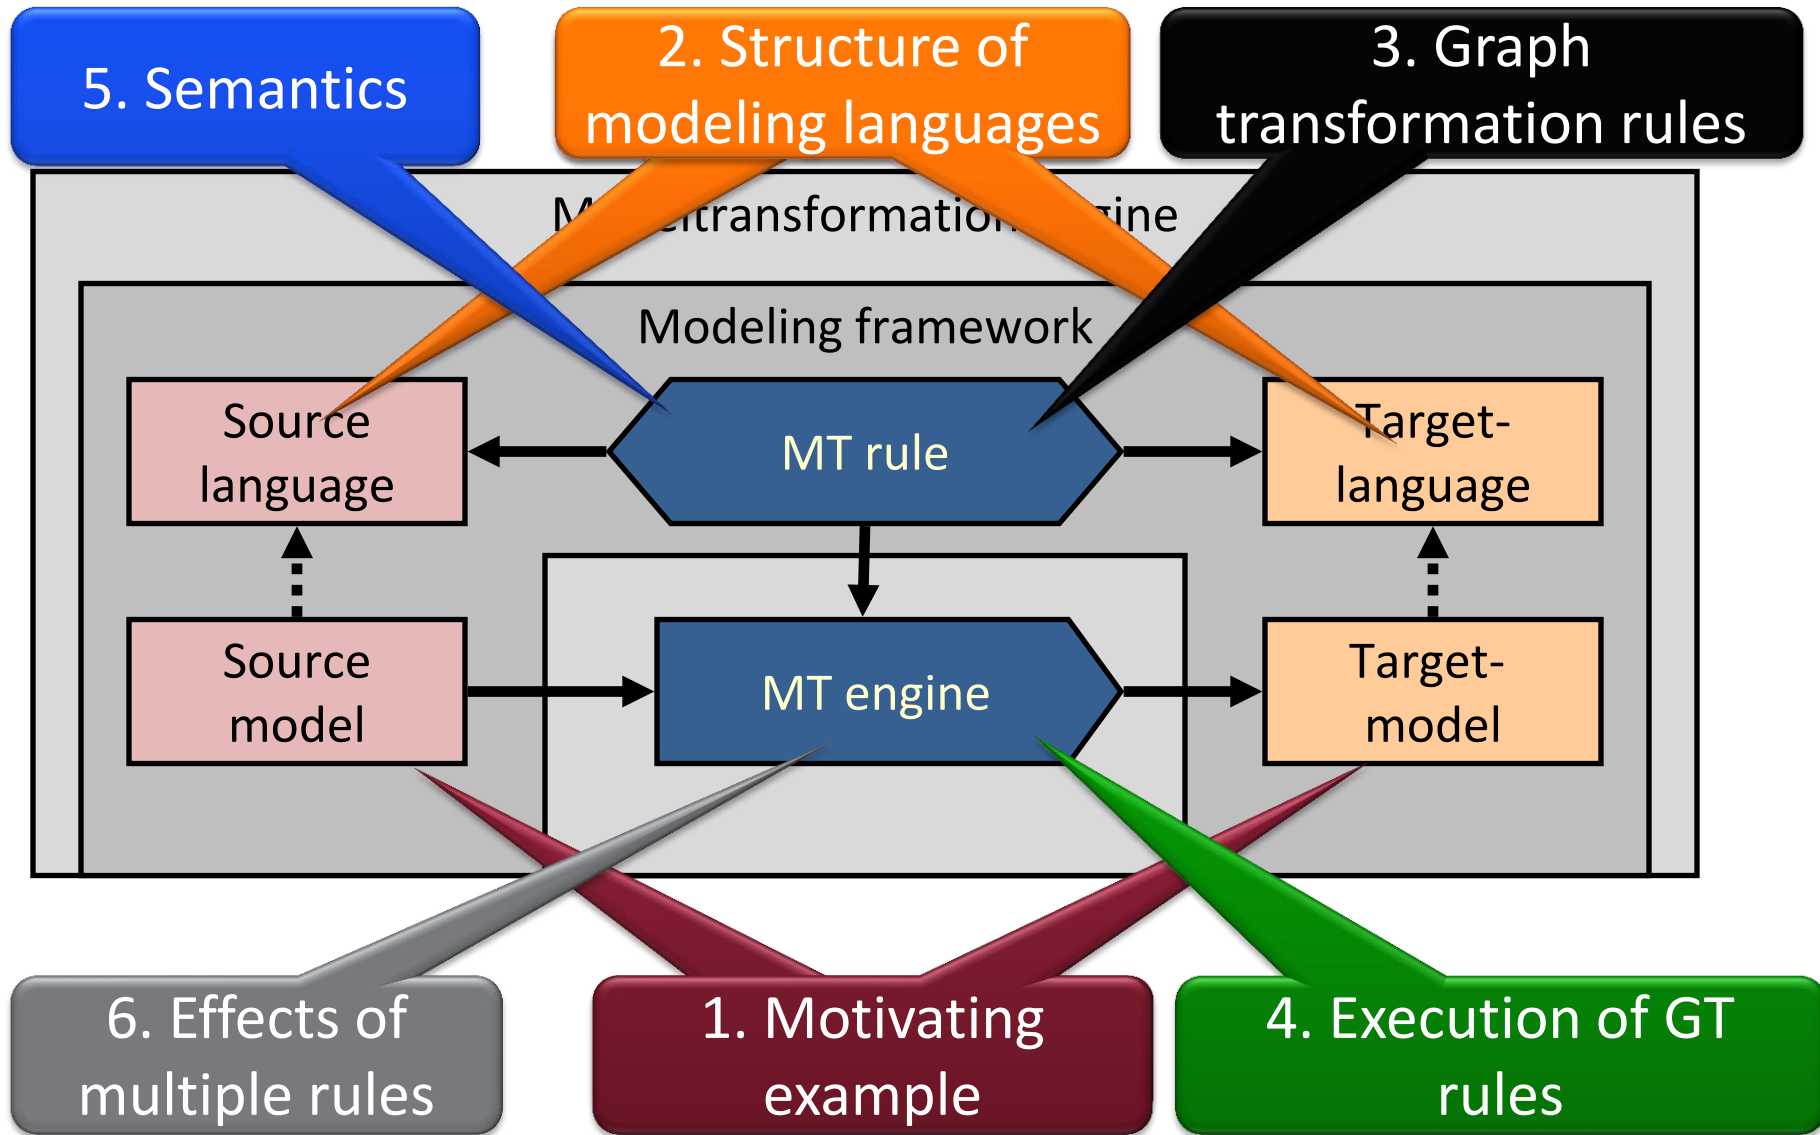 5. Semantics
2. Structure of
modeling languages
3. Graph
transformation rules
Modeltransformation engine
Modeling framework
Source
language
MT rule
Target-
language
Source
model
MT engine
Target-
model
6. Effects of
multiple rules
1. Motivating
example
4. Execution of GT
rules